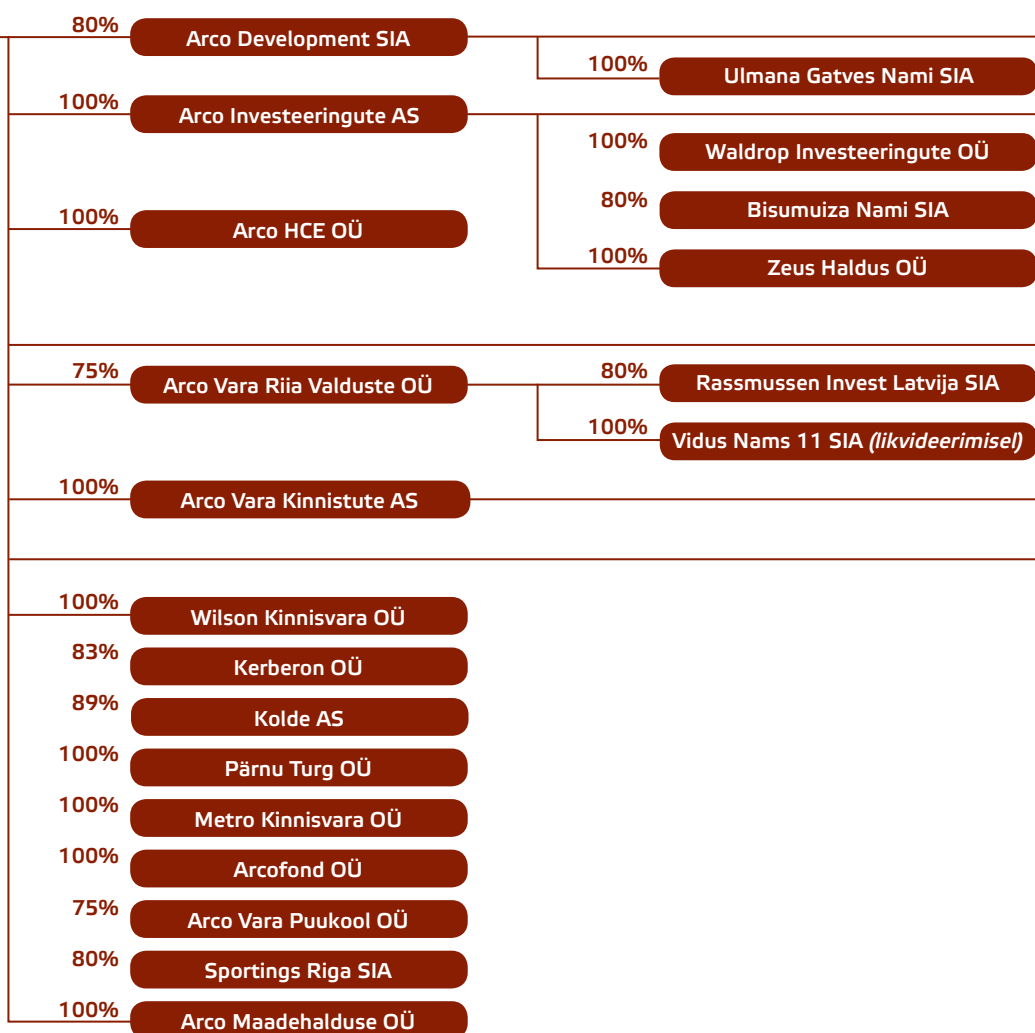 80%
Arco Development SIA
100%
Ulmana Gatves Nami SIA
100%
Arco Investeeringute AS
100%
Waldrop Investeeringute OÜ
80%
Bisumuiza Nami SIA
100%
Arco HCE OÜ
100%
Zeus Haldus OÜ
75%
Arco Vara Riia Valduste OÜ
80%
Rassmussen Invest Latvija SIA
100%
Vidus Nams 11 SIA (likvideerimisel)
100%
Arco Vara Kinnistute AS
100%
Wilson Kinnisvara OÜ
83%
Kerberon OÜ
89%
Kolde AS
100%
Pärnu Turg OÜ
100%
Metro Kinnisvara OÜ
100%
Arcofond OÜ
75%
Arco Vara Puukool OÜ
80%
Sportings Riga SIA
100%
Arco Maadehalduse OÜ